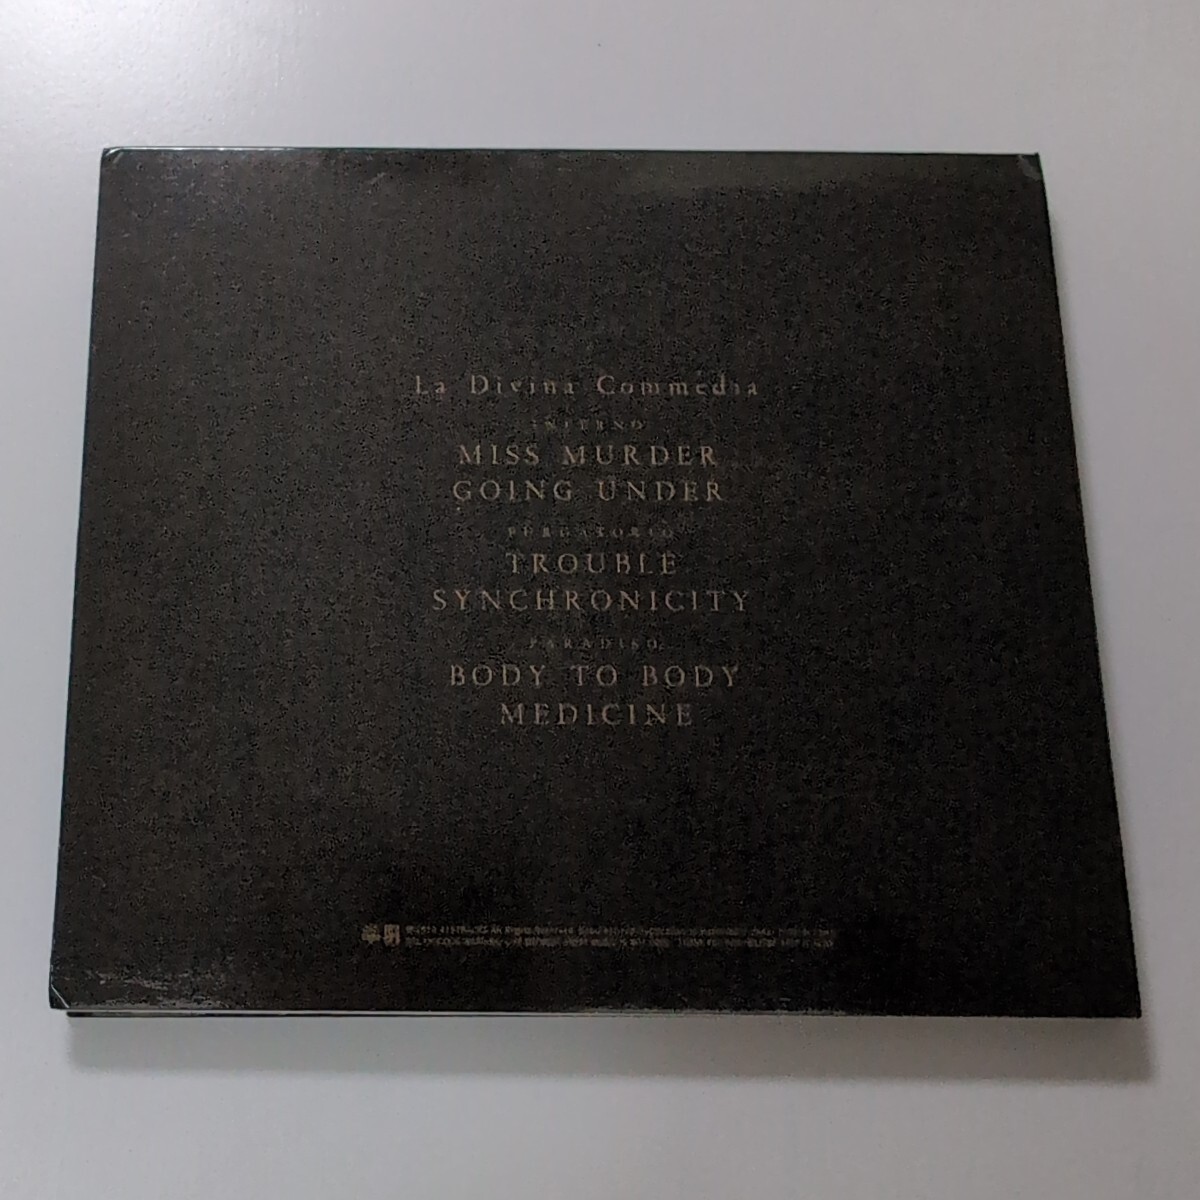 La Divina Commedia
INFERNO
MISS MURDER
GOING UNDER
PURGATORIO
TROUBLE
SYNCHRONICITY
PARADISO
BODY TO BODY
MEDICINE